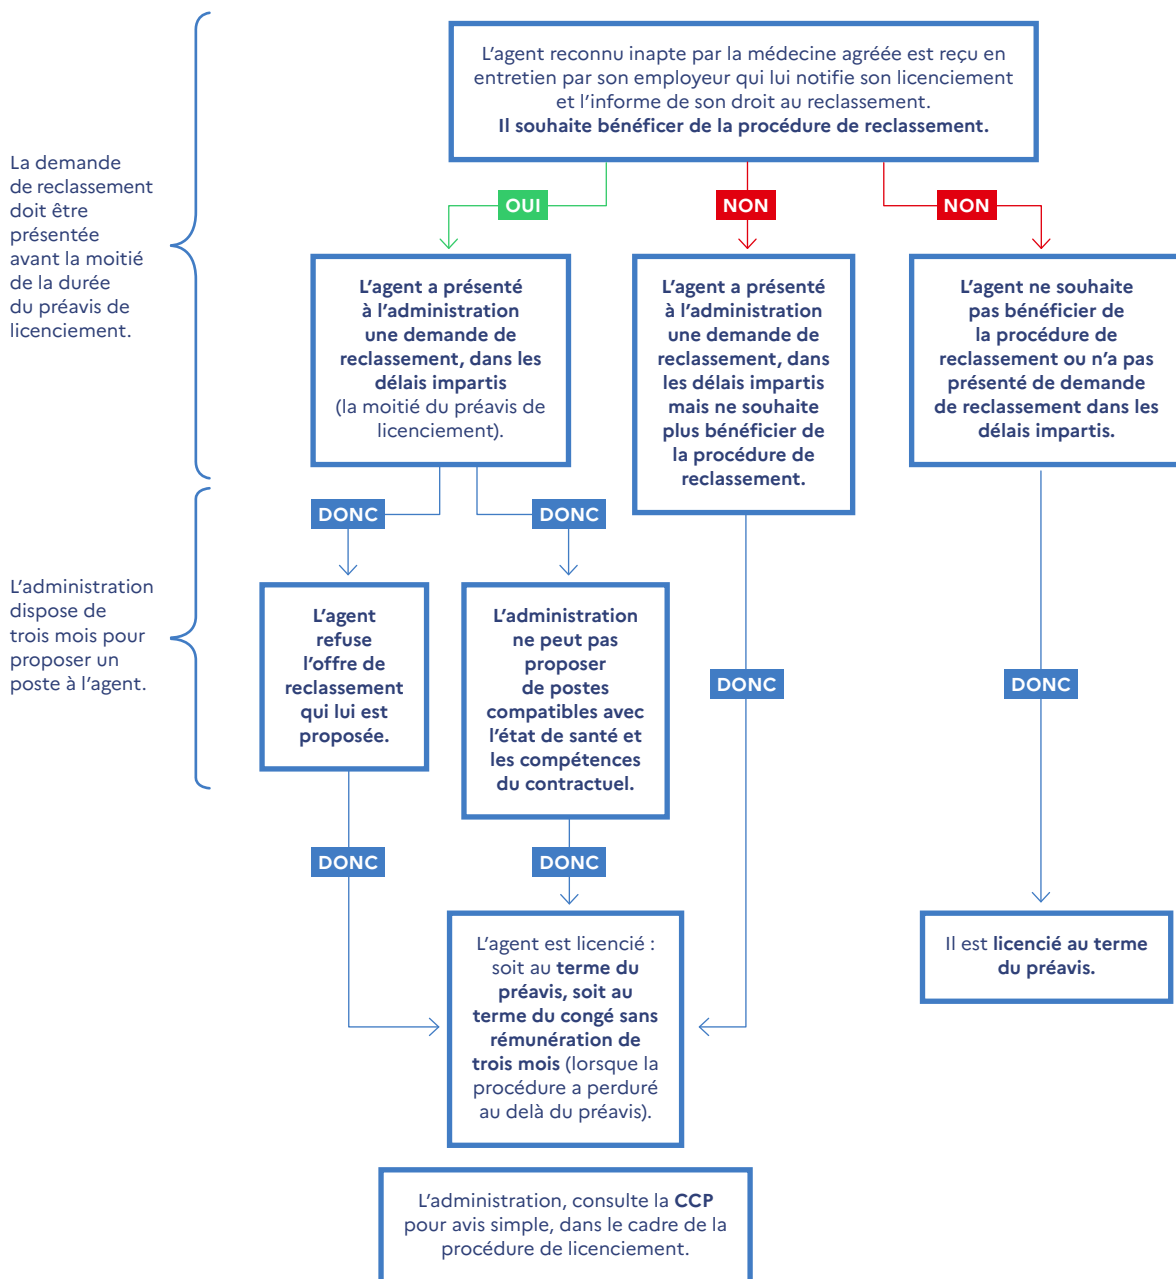 L'agent reconnu inapte par la médecine agréée est reçu en
entretien par son employeur qui lui notifie son licenciement
et l'informe de son droit au reclassement.
Il souhaite bénéficer de la procédure de reclassement.
La demande
de reclassement
doit être
présentée
avant la moitié
de la durée
du préavis de
licenciement.
OUI
NON
NON
L'agent a présenté
à l'administration
une demande de
reclassement, dans les
délais impartis
(la moitié du préavis de
licenciement).
L'agent a présenté
à l'administration
une demande de
reclassement, dans
les délais impartis
mais ne souhaite
plus bénéficier de
la procédure de
reclassement.
L'agent ne souhaite
pas bénéficier de
la procédure de
reclassement ou n'a pas
présenté de demande
de reclassement dans les
délais impartis.
DONC
DONC
L'administration
dispose de
trois mois pour
proposer un
poste à l'agent.
L'agent
refuse
l'offre de
reclassement
qui lui est
proposée.
L'administration
ne peut pas
proposer
de postes
compatibles avec
l'état de santé et
les compétences
du contractuel.
DONC
DONC
DONC
DONC
L'agent est licencié :
soit au terme du
préavis, soit au
terme du congé sans
rémunération de
trois mois (lorsque la
procédure a perduré
au delà du préavis).
Il est licencié au terme
du préavis.
L'administration, consulte la CCP
pour avis simple, dans le cadre de la
procédure de licenciement.